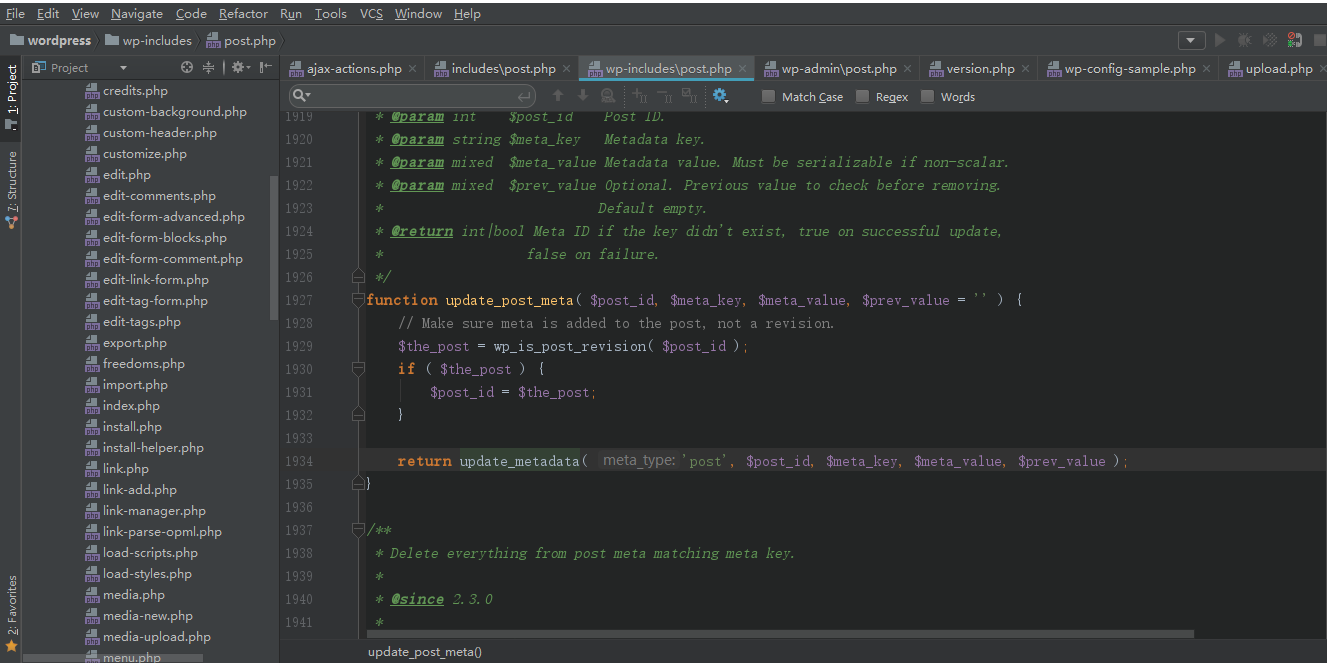 File Edit View Navigate Code Refactor Run Tools VCS Window Help
wordpress wp-includes post.php
1: Project
7: Structure
2: Favorites
Project
credits.php
custom-background.php
custom-header.php
customize.php
edit.php
edit-comments.php
edit-form-advanced.php
edit-form-blocks.php
edit-form-comment.php
edit-link-form.php
edit-tag-form.php
edit-tags.php
export.php
freedoms.php
import.php
index.php
install.php
install-helper.php
link.php
link-add.php
link-manager.php
link-parse-opml.php
load-scripts.php
load-styles.php
media.php
media-new.php
media-upload.php
menu.php
ajax-actions.php includes\post.php wp-includes\post.php wp-admin\post.php version.php wp-config-sample.php upload.php
Match Case Regex Words
1919 * @param int $post_id Post ID.
1920 * @param string $meta_key Metadata key.
1921 * @param mixed $meta_value Metadata value. Must be serializable if non-scalar.
1922 * @param mixed $prev_value Optional. Previous value to check before removing.
1923 * Default empty.
1924 * @return int|bool Meta ID if the key didn't exist, true on successful update,
1925 * false on failure.
1926 */
1927 function update_post_meta( $post_id, $meta_key, $meta_value, $prev_value = '' ) {
1928 // Make sure meta is added to the post, not a revision.
1929 $the_post = wp_is_post_revision( $post_id );
1930 if ( $the_post ) {
1931 $post_id = $the_post;
1932 }
1933
1934 return update_metadata( meta_type: 'post', $post_id, $meta_key, $meta_value, $prev_value );
1935 }
1936
1937 /**
1938 * Delete everything from post meta matching meta key.
1939 *
1940 * @since 2.3.0
1941 *
update_post_meta()